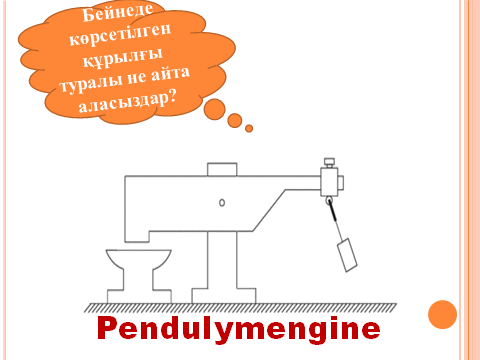 Бейнеде
көрсетілген
құрылғы
туралы не айта
аласыздар?
Pendulymengine